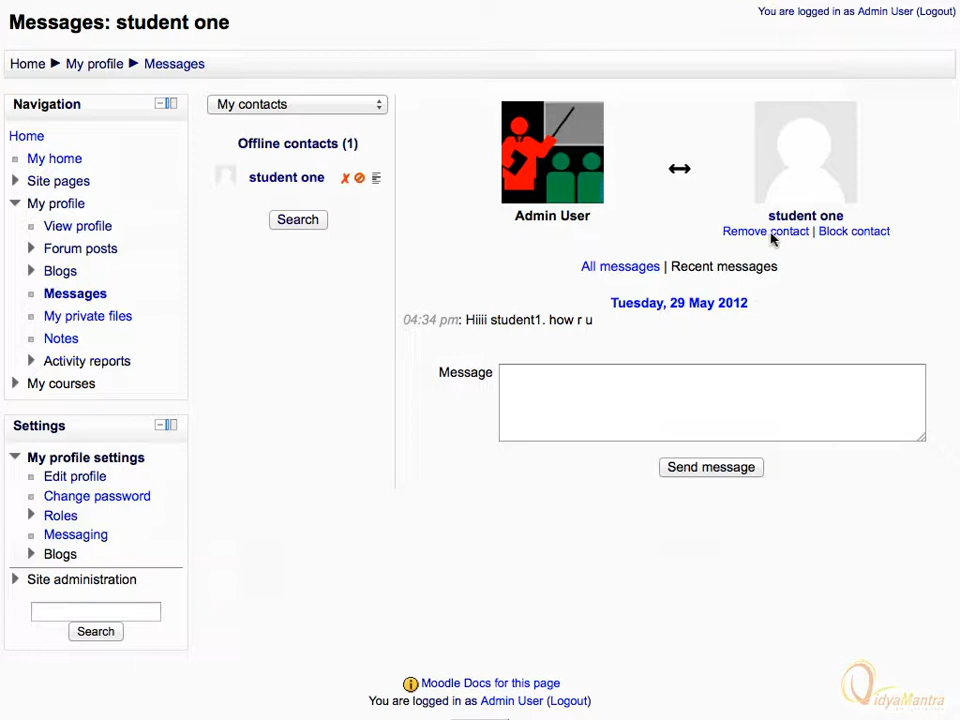 Messages: student one
You are logged in as Admin User (Logout)
Home ► My profile ► Messages
Navigation
Home
My home
Site pages
My profile
View profile
Forum posts
Blogs
Messages
My private files
Notes
Activity reports
My courses
Settings
My profile settings
Edit profile
Change password
Roles
Messaging
Blogs
Site administration
Search
My contacts
Offline contacts (1)
student one
Search
Admin User
student one
Remove contact | Block contact
All messages | Recent messages
Tuesday, 29 May 2012
04:34 pm: Hiiii student1. how r u
Message
Send message
Moodle Docs for this page
You are logged in as Admin User (Logout)
VidyaMantra